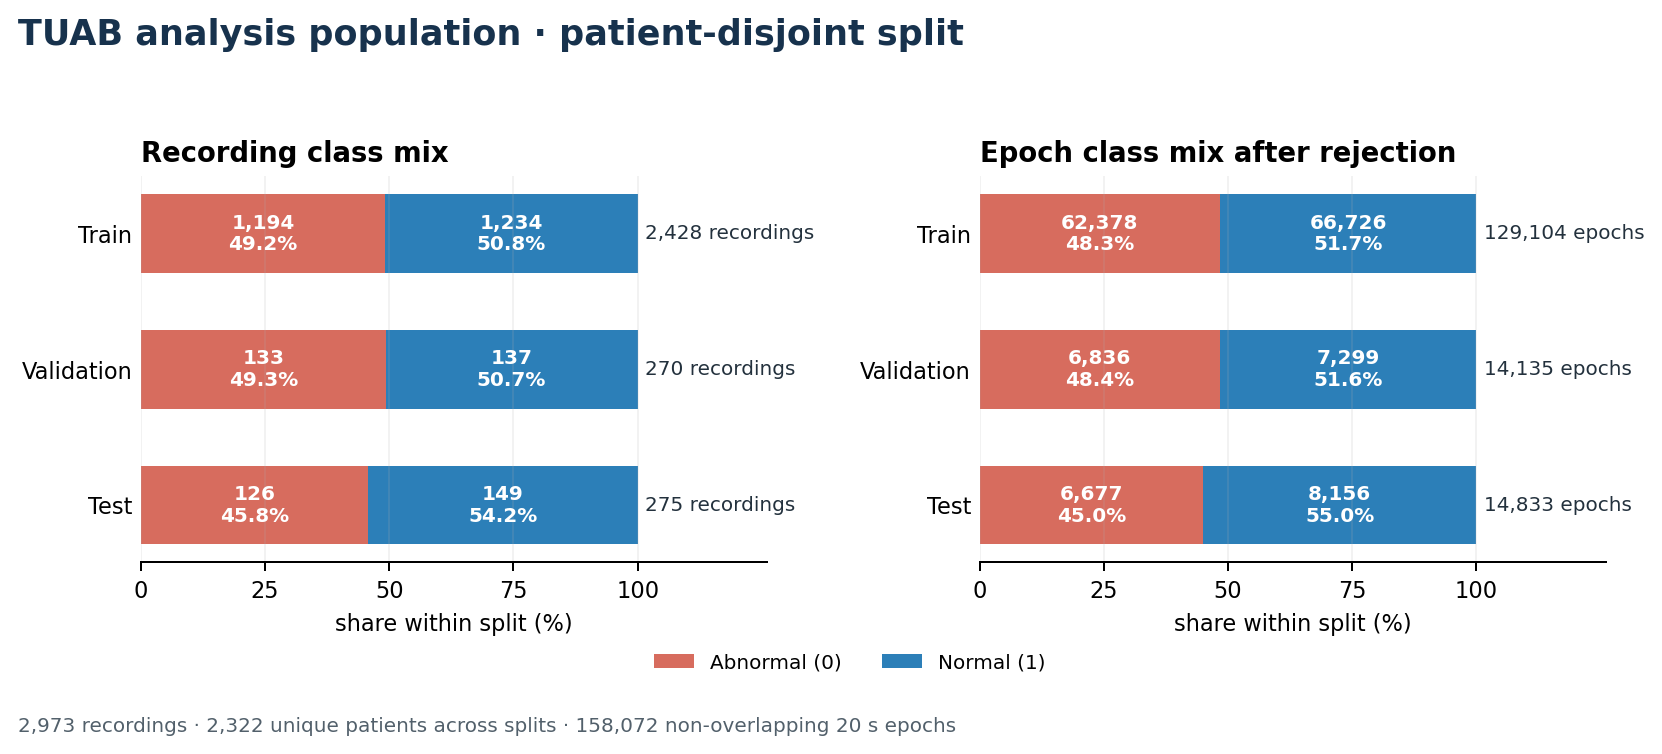 TUAB analysis population · patient-disjoint split
Recording class mix
Train
1,194
49.2%
1,234
50.8%
2,428 recordings
Validation
133
49.3%
137
50.7%
270 recordings
Test
126
45.8%
149
54.2%
275 recordings
0 25 50 75 100
share within split (%)
Epoch class mix after rejection
Train
62,378
48.3%
66,726
51.7%
129,104 epochs
Validation
6,836
48.4%
7,299
51.6%
14,135 epochs
Test
6,677
45.0%
8,156
55.0%
14,833 epochs
0 25 50 75 100
share within split (%)
Abnormal (0) Normal (1)
2,973 recordings · 2,322 unique patients across splits · 158,072 non-overlapping 20 s epochs